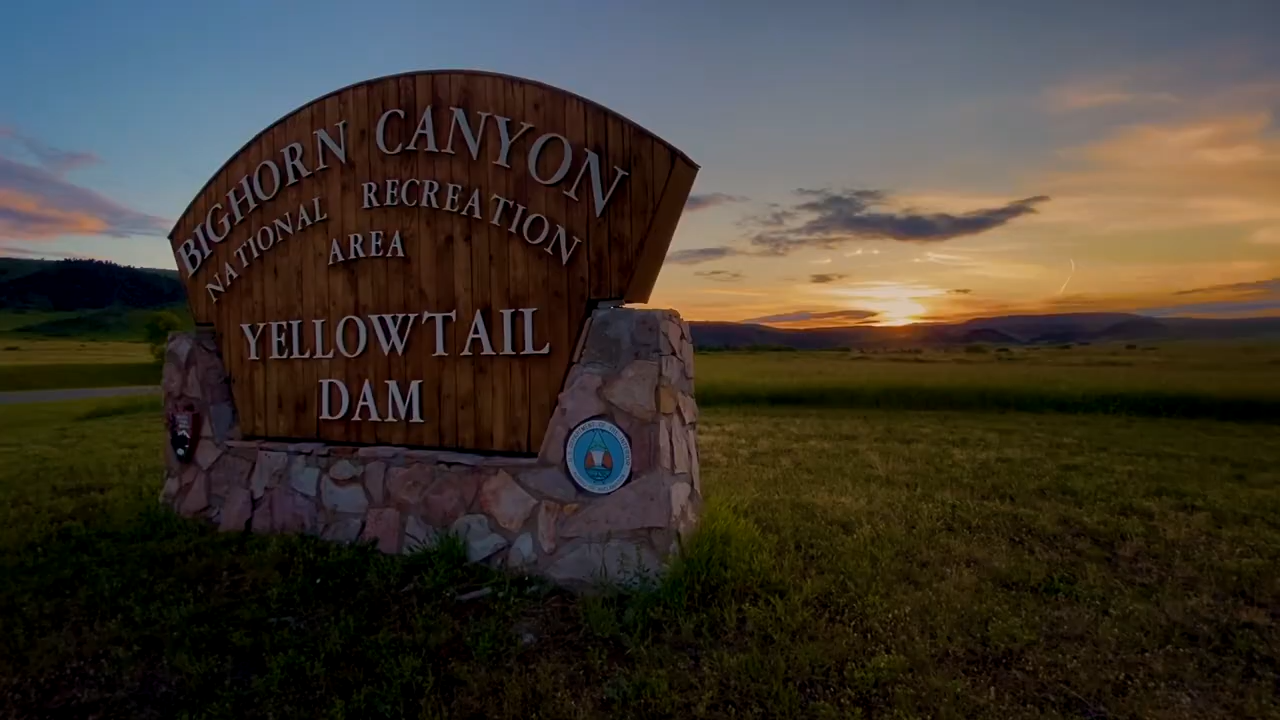 BIGHORN CANYON
NATIONAL RECREATION
AREA
YELLOWTAIL
DAM